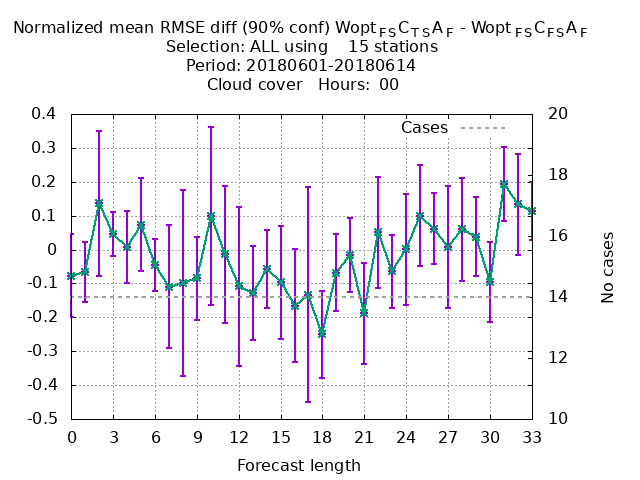 Normalized mean RMSE diff (90% conf) Wopt FS C TS A F - Wopt FS C FS A F
Selection: ALL using 15 stations
Period: 20180601-20180614
Cloud cover Hours: 00
Cases
0.4
0.3
0.2
0.1
0
-0.1
-0.2
-0.3
-0.4
-0.5
20
18
16
14
12
10
No cases
0 3 6 9 12 15 18 21 24 27 30 33
Forecast length